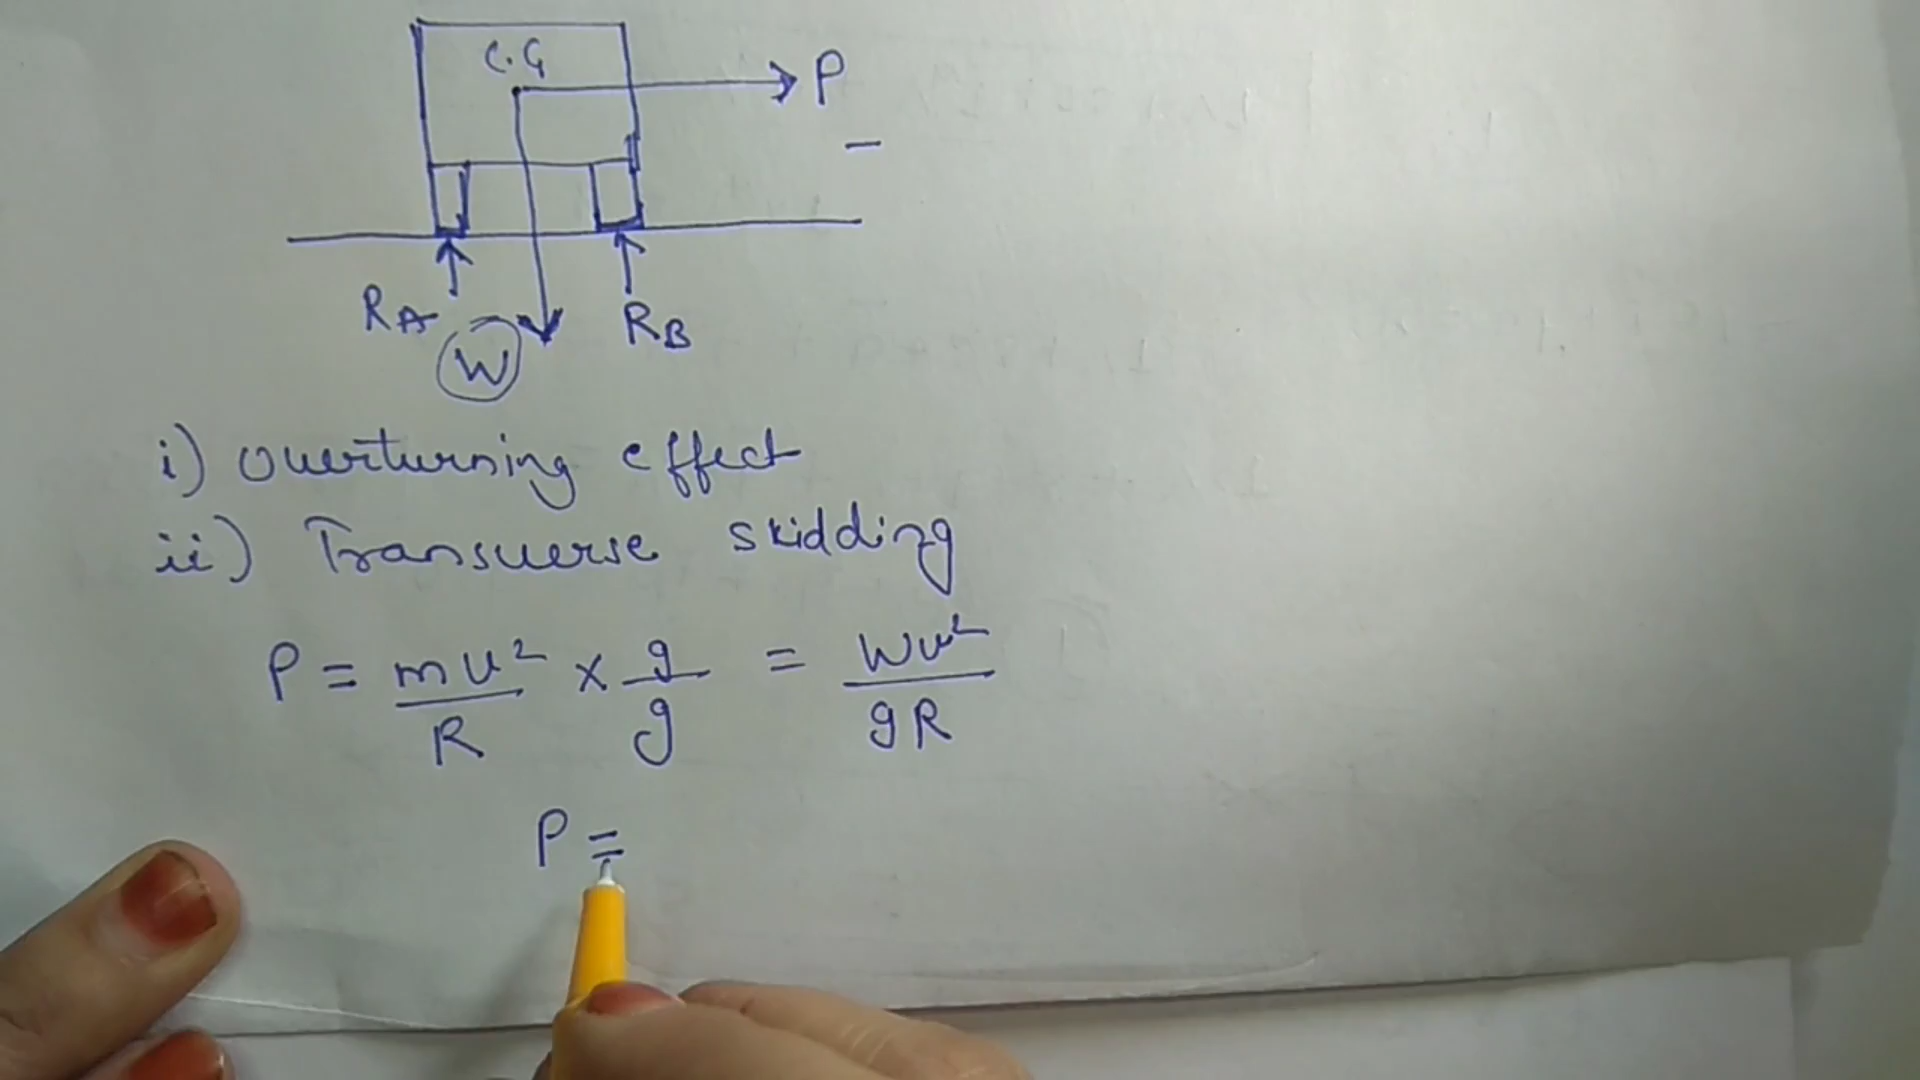 C.G
P
-
RA
RB
W
i) overturning effect
ii) Transverse skidding
P = mv²/R × g/g = Wv²/gR
P =